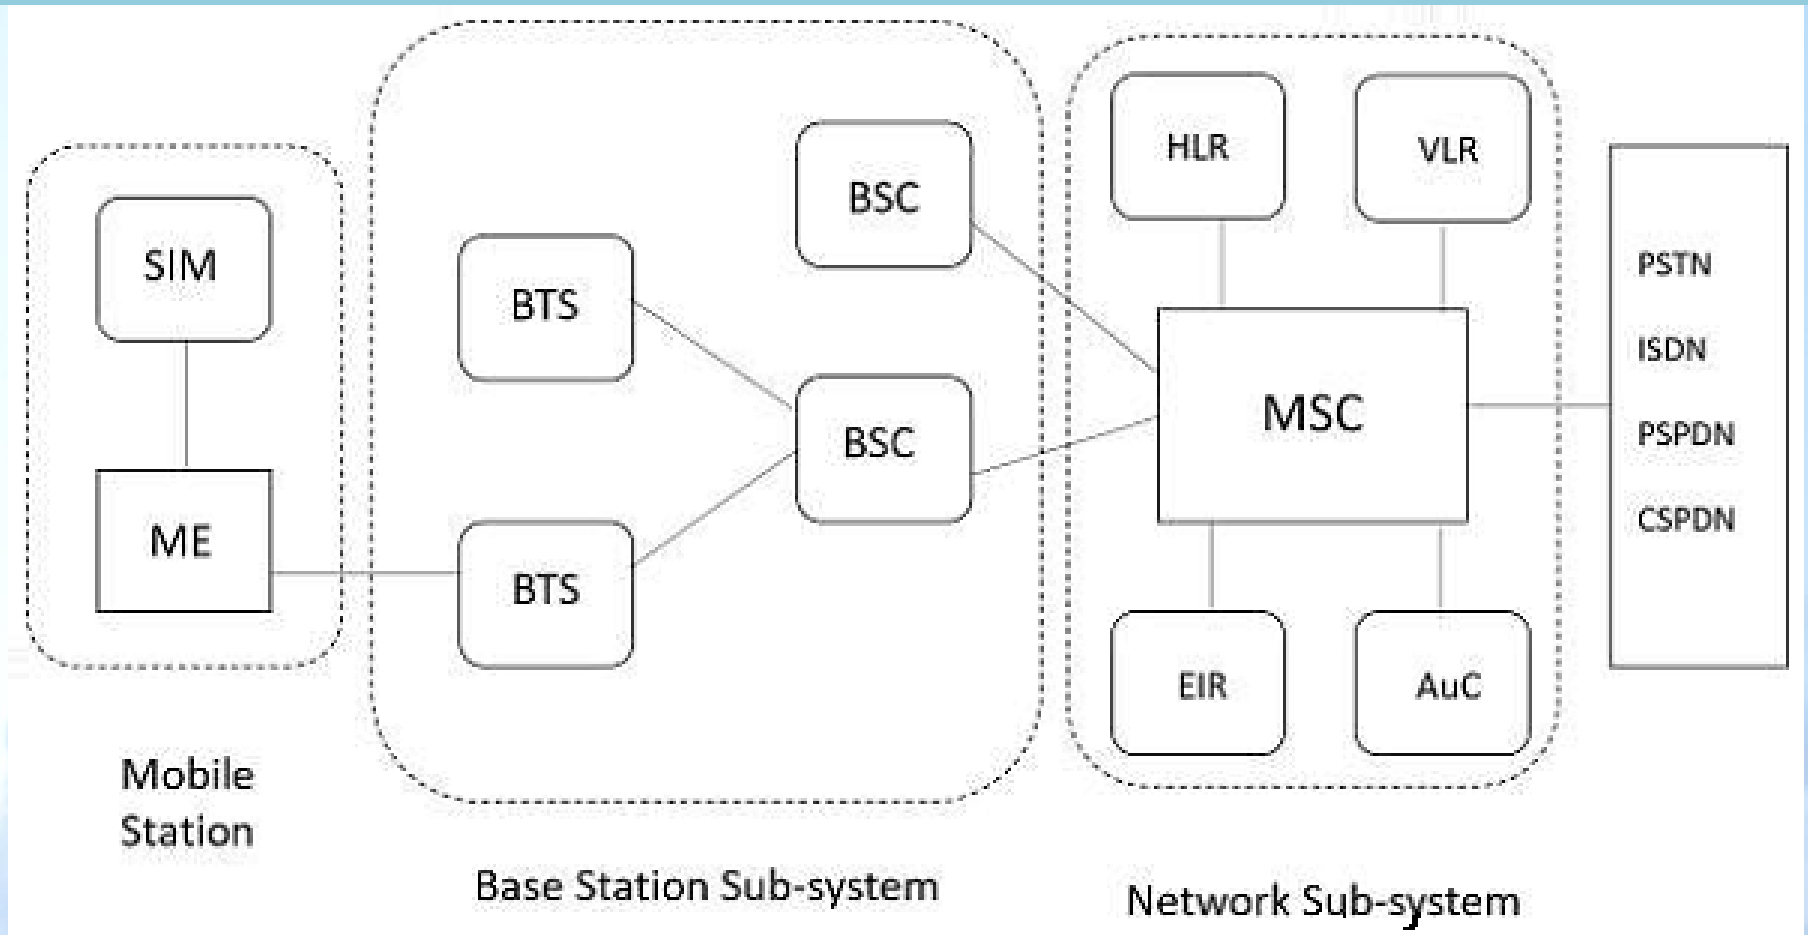 SIM
ME
Mobile
Station
BTS
BTS
BSC
BSC
Base Station Sub-system
HLR
VLR
MSC
EIR
AuC
Network Sub-system
PSTN
ISDN
PSPDN
CSPDN